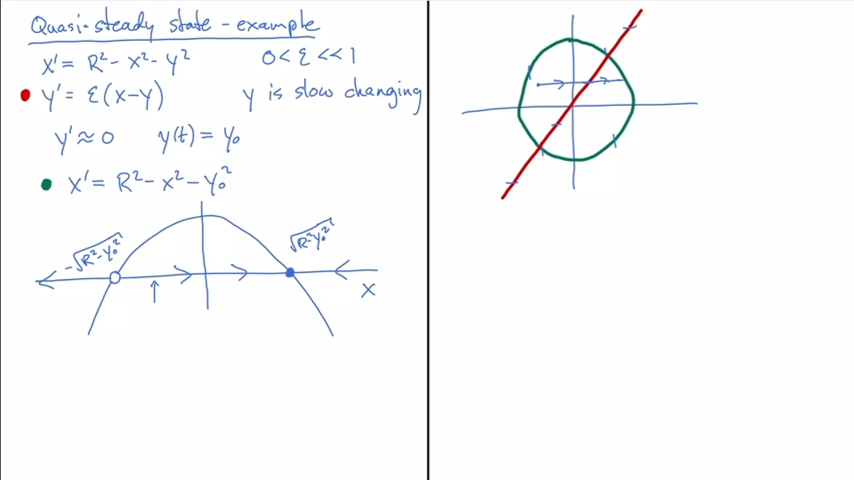 Quasi-steady state - example
x' = R² - x² - y²    0 < ε << 1
y' = ε(x-y)    y is slow changing
y' ≈ 0    y(t) = y₀
x' = R² - x² - y₀²
-√R²-y₀²    √R²-y₀²
x